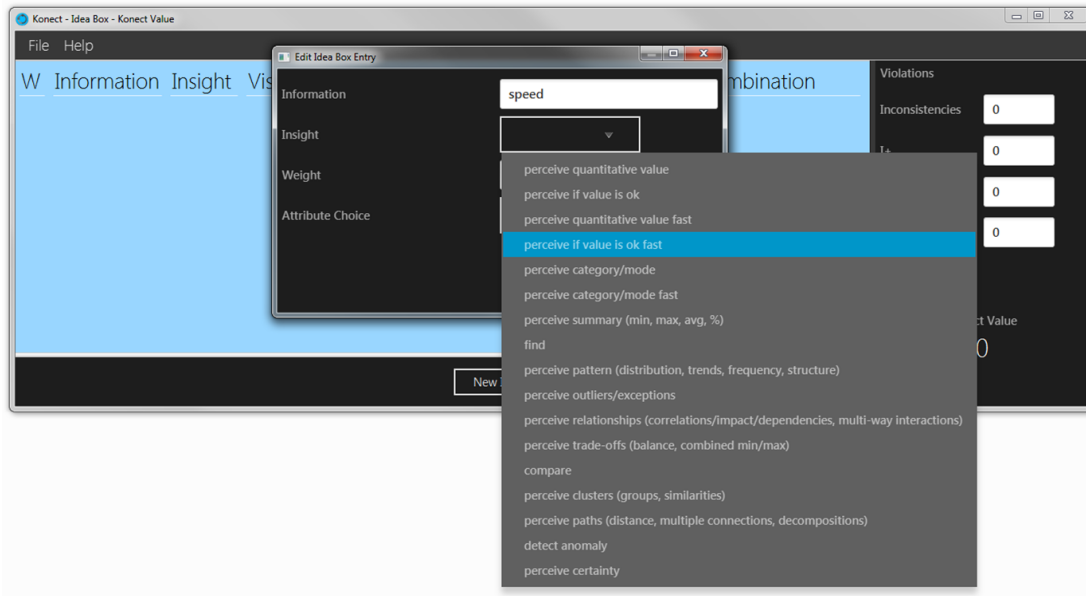 Konect - Idea Box - Konect Value
File Help
Edit Idea Box Entry
W Information Insight Vis mbination
Violations
Information speed
Inconsistencies 0
Insight
I+ 0
Weight
0
Attribute Choice
0
perceive quantitative value
perceive if value is ok
perceive quantitative value fast
perceive if value is ok fast
perceive category/mode
perceive category/mode fast
perceive summary (min, max, avg, %)
find
perceive pattern (distribution, trends, frequency, structure)
perceive outliers/exceptions
perceive relationships (correlations/impact/dependencies, multi-way interactions)
perceive trade-offs (balance, combined min/max)
compare
perceive clusters (groups, similarities)
perceive paths (distance, multiple connections, decompositions)
detect anomaly
perceive certainty
ct Value
0
New